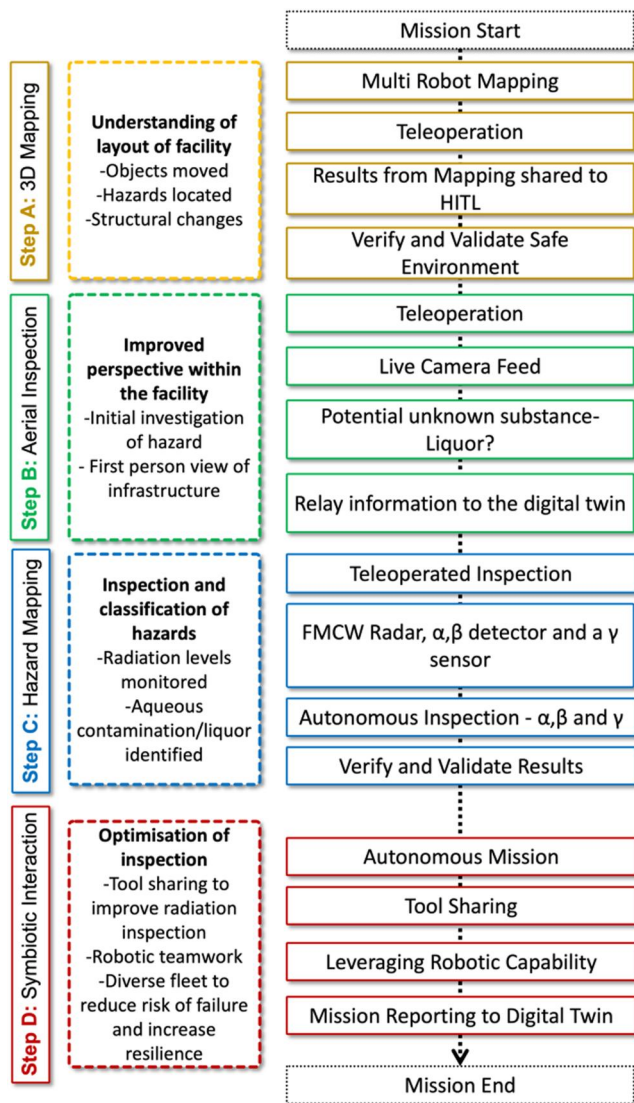 Mission Start
Step A: 3D Mapping
Understanding of
layout of facility
-Objects moved
-Hazards located
-Structural changes
Multi Robot Mapping
Teleoperation
Results from Mapping shared to
HITL
Verify and Validate Safe
Environment
Step B: Aerial Inspection
Improved
perspective within
the facility
-Initial investigation
of hazard
- First person view of
infrastructure
Teleoperation
Live Camera Feed
Potential unknown substance-
Liquor?
Relay information to the digital twin
Step C: Hazard Mapping
Inspection and
classification of
hazards
-Radiation levels
monitored
-Aqueous
contamination/liquor
identified
Teleoperated Inspection
FMCW Radar, α,β detector and a γ
sensor
Autonomous Inspection - α,β and γ
Verify and Validate Results
Step D: Symbiotic Interaction
Optimisation of
inspection
-Tool sharing to
improve radiation
inspection
-Robotic teamwork
-Diverse fleet to
reduce risk of failure
and increase
resilience
Autonomous Mission
Tool Sharing
Leveraging Robotic Capability
Mission Reporting to Digital Twin
Mission End